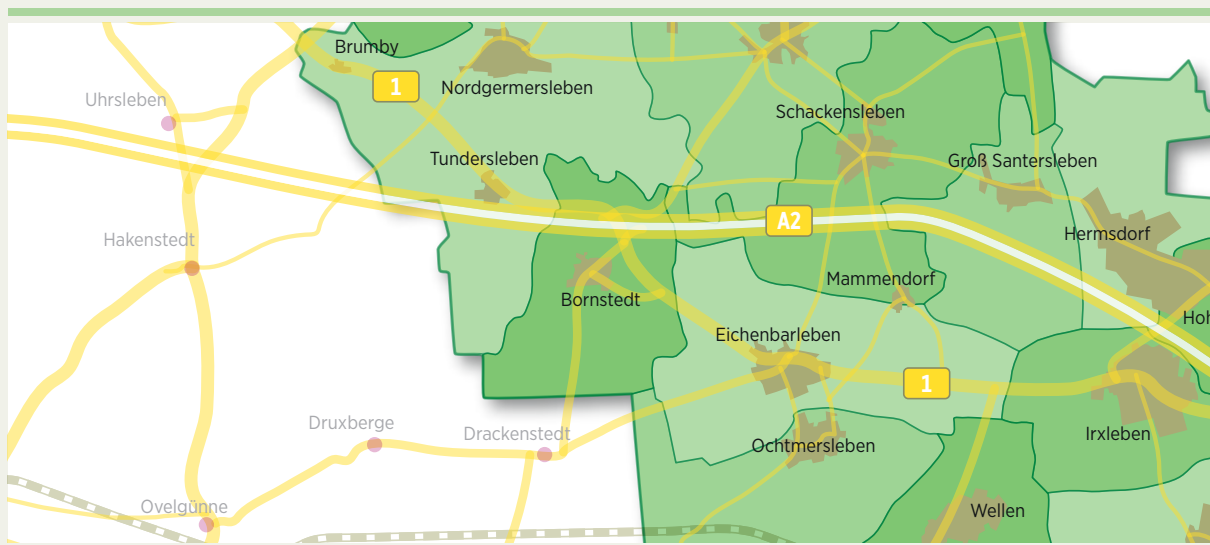 Brumby
1
Nordgermersleben
Uhrsleben
Schackensleben
Tundersleben
Groß Santersleben
A2
Hermsdorf
Hakenstedt
Mammendorf
Bornstedt
Hoh
Eichenbarleben
1
Druxberge
Drackenstedt
Irxleben
Ochtmersleben
Ovelgünne
Wellen